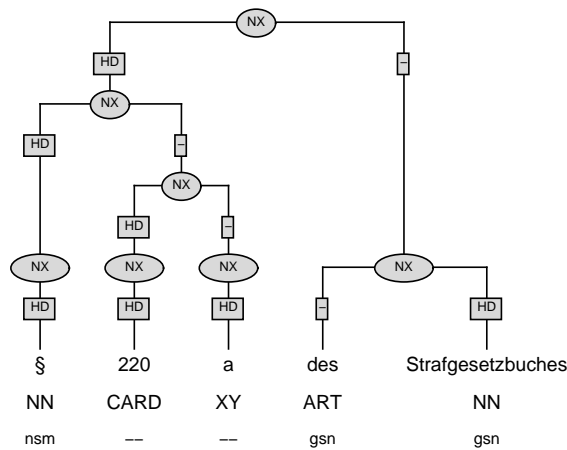 NX
HD –
NX
HD –
NX
HD –
NX NX NX NX
HD HD HD – HD
§ 220 a des Strafgesetzbuches
NN CARD XY ART NN
nsm –– –– gsn gsn